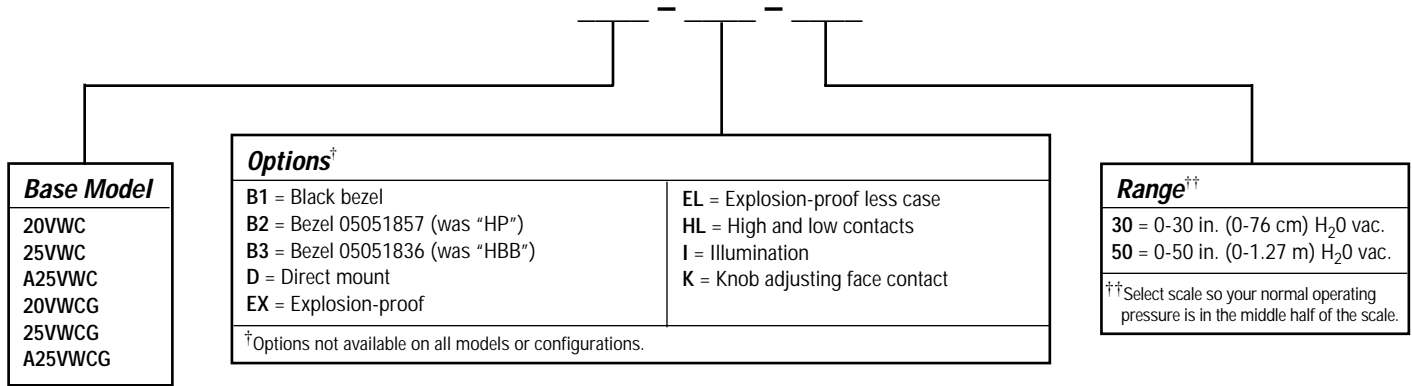 ____ - ____ - ____
Base Model
20VWC
25VWC
A25VWC
20VWCG
25VWCG
A25VWCG
Options†
B1 = Black bezel
B2 = Bezel 05051857 (was “HP”)
B3 = Bezel 05051836 (was “HBB”)
D = Direct mount
EX = Explosion-proof
EL = Explosion-proof less case
HL = High and low contacts
I = Illumination
K = Knob adjusting face contact
†Options not available on all models or configurations.
Range††
30 = 0-30 in. (0-76 cm) H₂0 vac.
50 = 0-50 in. (0-1.27 m) H₂0 vac.
††Select scale so your normal operating
pressure is in the middle half of the scale.